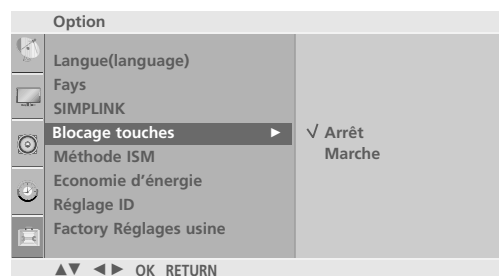 Option
Langue(language)
Fays
SIMPLINK
Blocage touches ►
√ Arrêt
Marche
Méthode ISM
Economie d'énergie
Réglage ID
Factory Réglages usine
▲▼ ◄► OK RETURN